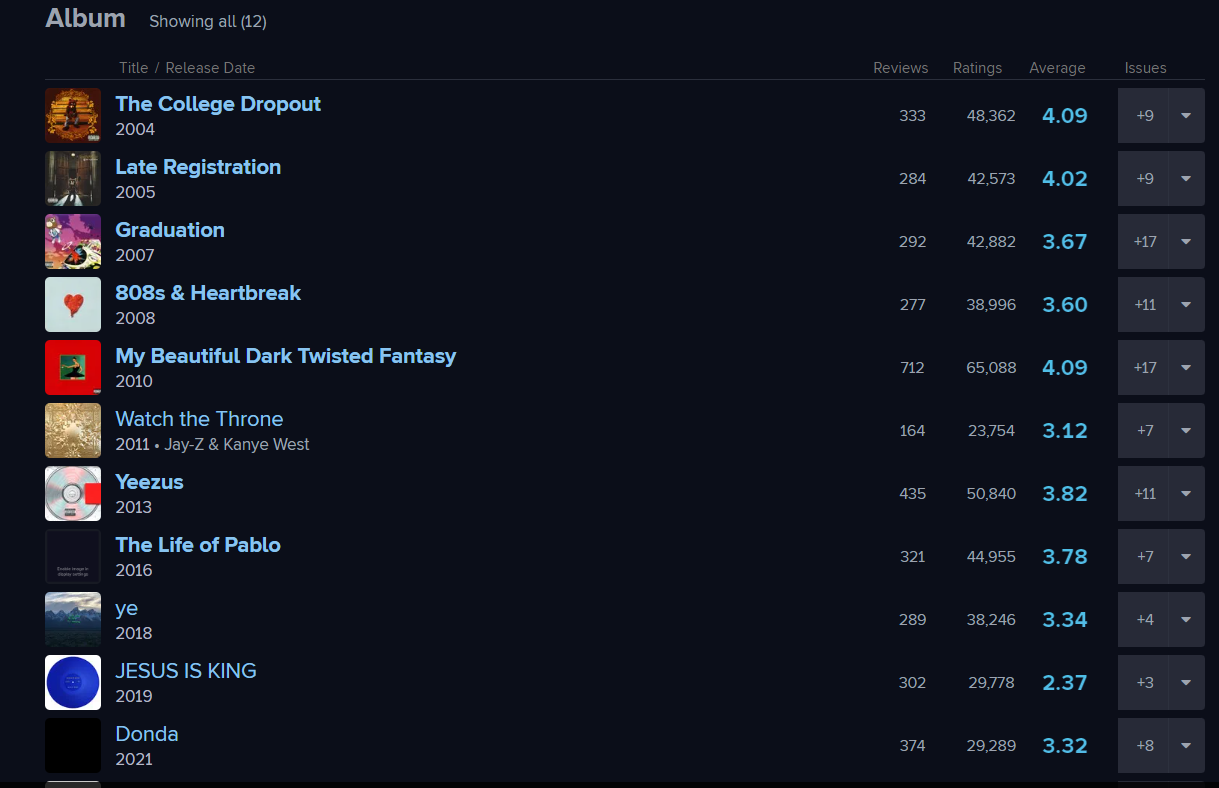 Album Showing all (12)
Title / Release Date Reviews Ratings Average Issues
The College Dropout
2004
333 48,362 4.09 +9
Late Registration
2005
284 42,573 4.02 +9
Graduation
2007
292 42,882 3.67 +17
808s & Heartbreak
2008
277 38,996 3.60 +11
My Beautiful Dark Twisted Fantasy
2010
712 65,088 4.09 +17
Watch the Throne
2011 • Jay-Z & Kanye West
164 23,754 3.12 +7
Yeezus
2013
435 50,840 3.82 +11
Enable image in
display settings
The Life of Pablo
2016
321 44,955 3.78 +7
ye
2018
289 38,246 3.34 +4
JESUS IS KING
2019
302 29,778 2.37 +3
Donda
2021
374 29,289 3.32 +8